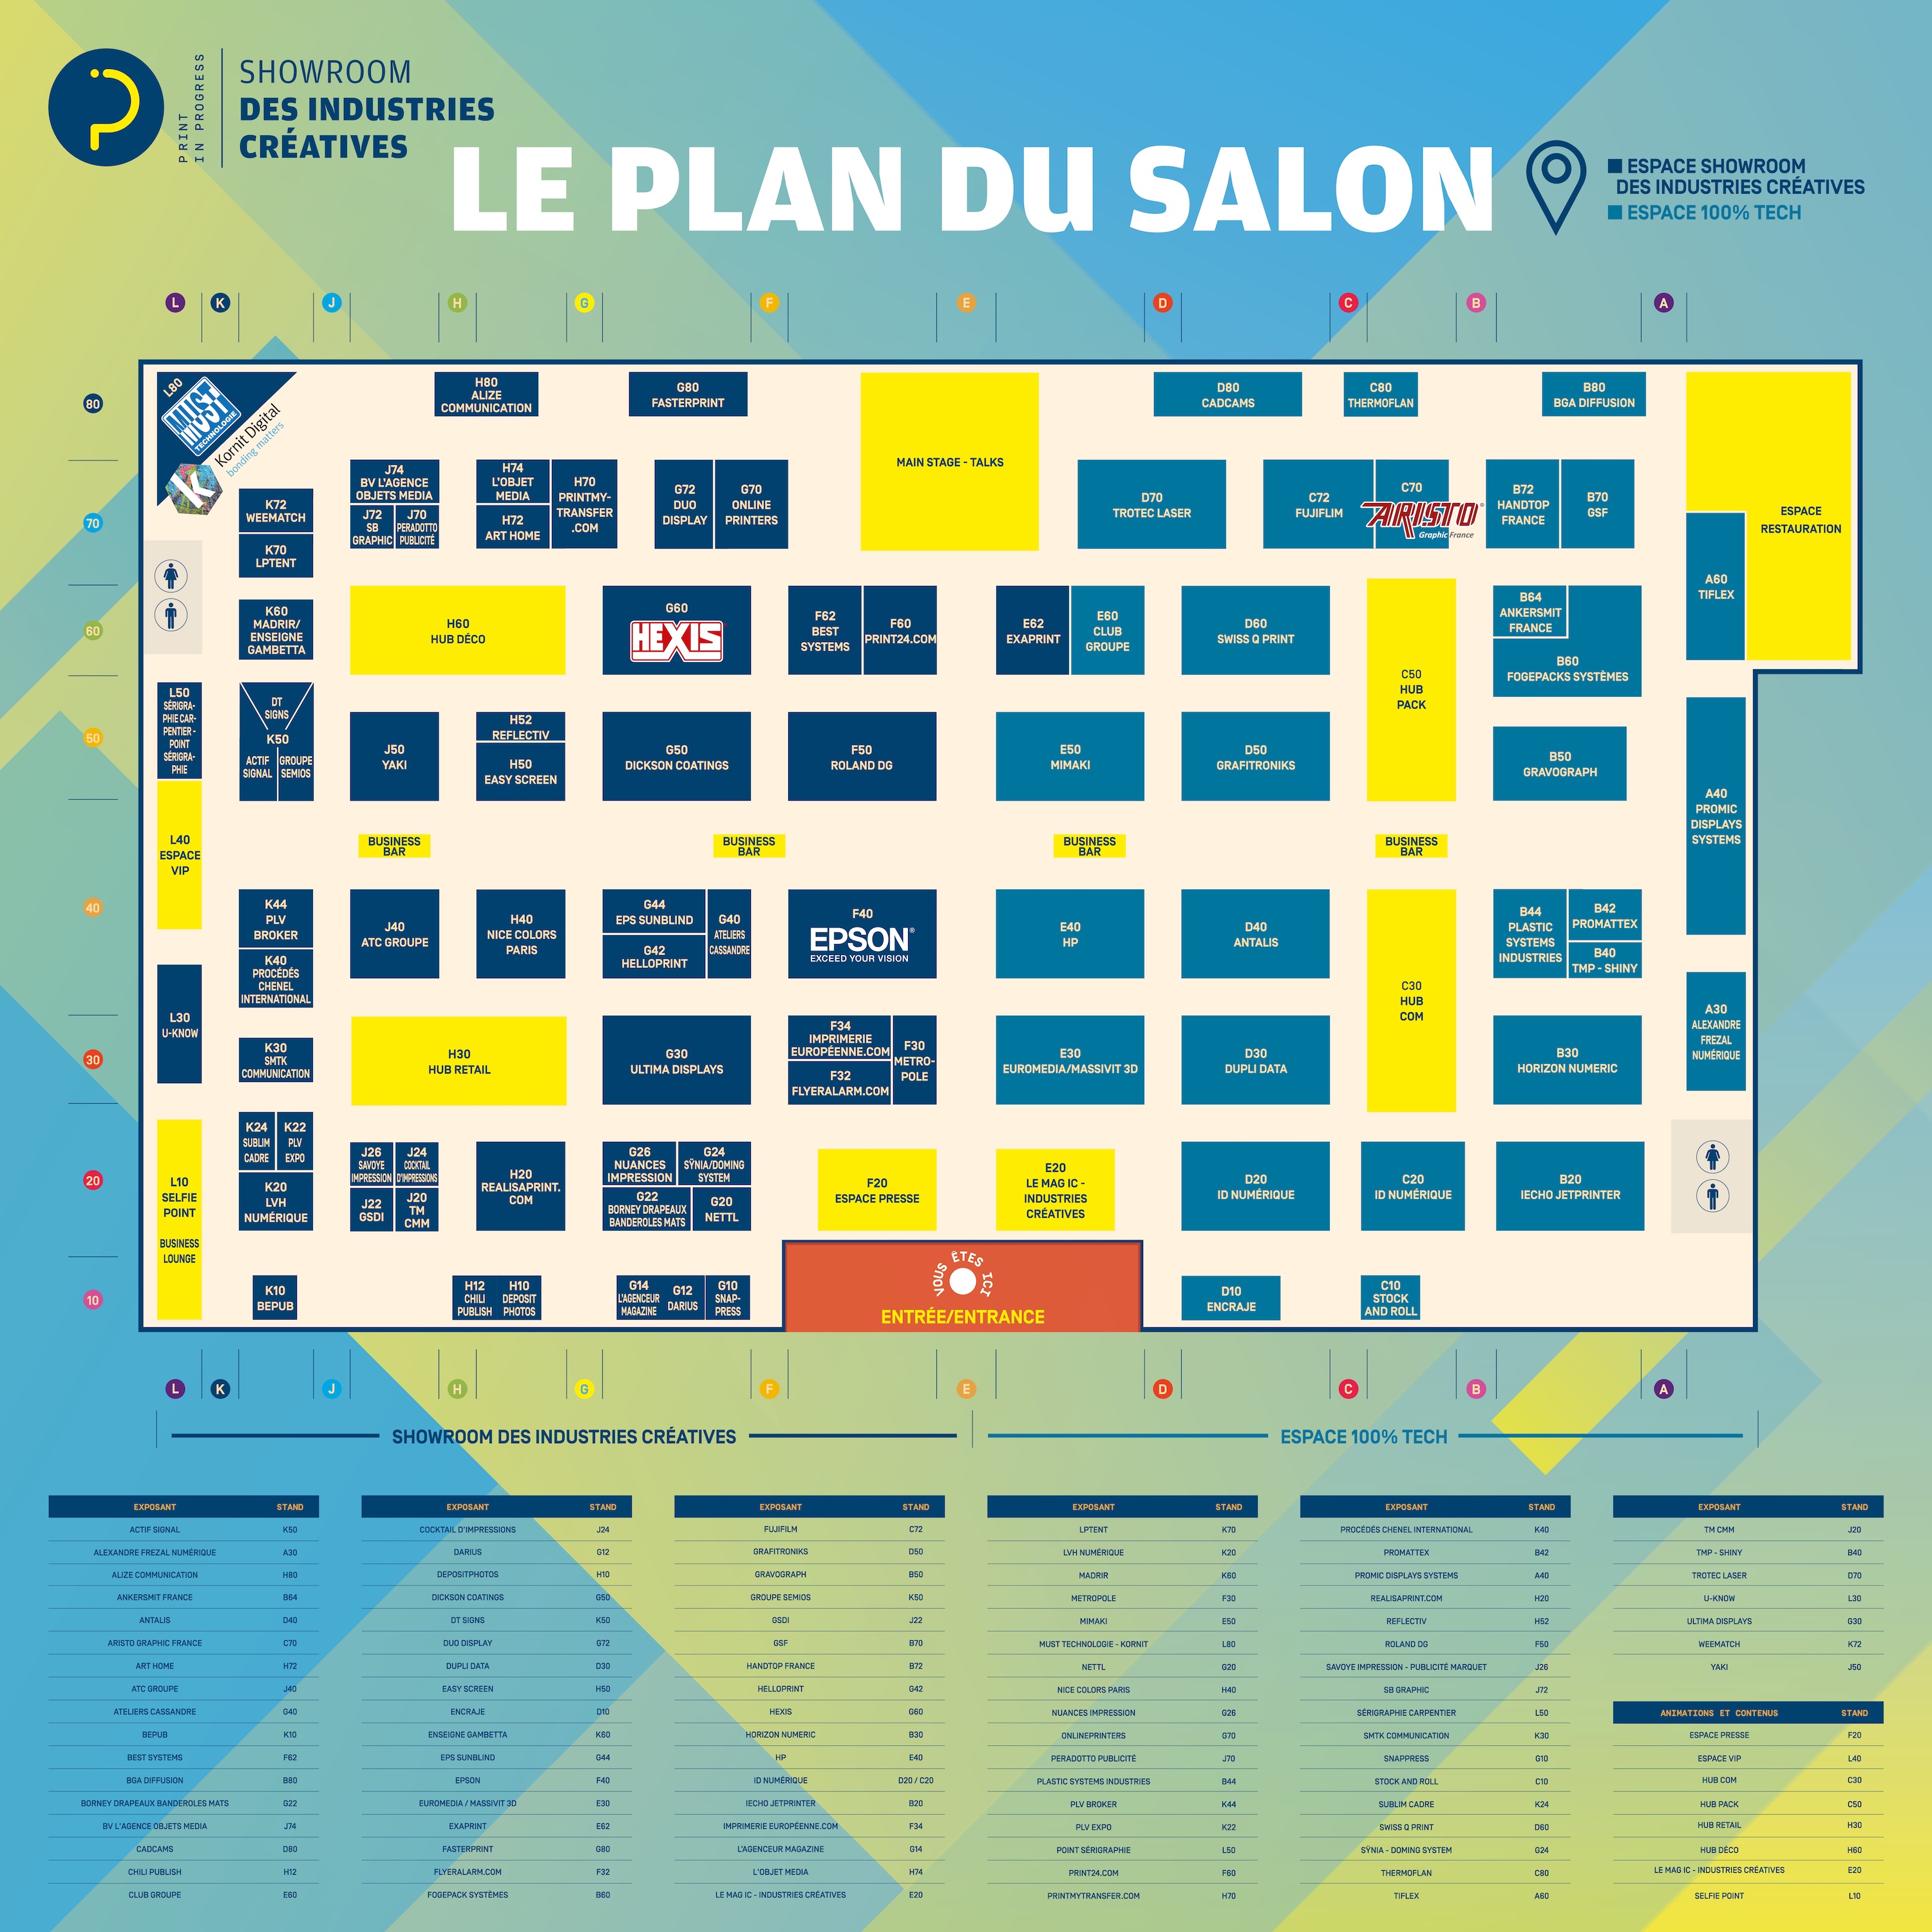 PRINT
IN PROGRESS
SHOWROOM
DES INDUSTRIES
CRÉATIVES
LE PLAN DU SALON
ESPACE SHOWROOM
DES INDUSTRIES CRÉATIVES
ESPACE 100% TECH
L K J H G F E D C B A
80
70
60
50
40
30
20
10
L80
MUST
TECHNOLOGIE
Kornit Digital
bonding matters
K
H80
ALIZE
COMMUNICATION
G80
FASTERPRINT
MAIN STAGE - TALKS
D80
CADCAMS
C80
THERMOFLAN
B80
BGA DIFFUSION
ESPACE
RESTAURATION
K72
WEEMATCH
K70
LPTENT
J74
BV L'AGENCE
OBJETS MEDIA
J72
SB
GRAPHIC
J70
PERADOTTO
PUBLICITÉ
H74
L'OBJET
MEDIA
H72
ART HOME
H70
PRINTMY-
TRANSFER
.COM
G72
DUO
DISPLAY
G70
ONLINE
PRINTERS
D70
TROTEC LASER
C72
FUJIFLIM
C70
ARISTO®
Graphic France
B72
HANDTOP
FRANCE
B70
GSF
A60
TIFLEX
K60
MADRIR/
ENSEIGNE
GAMBETTA
H60
HUB DÉCO
G60
HEXIS
F62
BEST
SYSTEMS
F60
PRINT24.COM
E62
EXAPRINT
E60
CLUB
GROUPE
D60
SWISS Q PRINT
C50
HUB
PACK
B64
ANKERSMIT
FRANCE
B60
FOGEPACKS SYSTÈMES
L50
SÉRIGRA-
PHIE CAR-
PENTIER -
POINT
SÉRIGRA-
PHIE
DT
SIGNS
K50
ACTIF
SIGNAL
GROUPE
SEMIOS
J50
YAKI
H52
REFLECTIV
H50
EASY SCREEN
G50
DICKSON COATINGS
F50
ROLAND DG
E50
MIMAKI
D50
GRAFITRONIKS
B50
GRAVOGRAPH
A40
PROMIC
DISPLAYS
SYSTEMS
L40
ESPACE
VIP
BUSINESS
BAR
BUSINESS
BAR
BUSINESS
BAR
BUSINESS
BAR
K44
PLV
BROKER
K40
PROCÉDÉS
CHENEL
INTERNATIONAL
J40
ATC GROUPE
H40
NICE COLORS
PARIS
G44
EPS SUNBLIND
G42
HELLOPRINT
G40
ATELIERS
CASSANDRE
F40
EPSON®
EXCEED YOUR VISION
E40
HP
D40
ANTALIS
C30
HUB
COM
B44
PLASTIC
SYSTEMS
INDUSTRIES
B42
PROMATTEX
B40
TMP - SHINY
A30
ALEXANDRE
FREZAL
NUMÉRIQUE
L30
U-KNOW
K30
SMTK
COMMUNICATION
H30
HUB RETAIL
G30
ULTIMA DISPLAYS
F34
IMPRIMERIE
EUROPÉENNE.COM
F32
FLYERALARM.COM
F30
METRO-
POLE
E30
EUROMEDIA/MASSIVIT 3D
D30
DUPLI DATA
B30
HORIZON NUMERIC
L10
SELFIE
POINT
BUSINESS
LOUNGE
K24
SUBLIM
CADRE
K22
PLV
EXPO
K20
LVH
NUMÉRIQUE
J26
SAVOYE
IMPRESSION
J24
COCKTAIL
D'IMPRESSIONS
J22
GSDI
J20
TM
CMM
H20
REALISAPRINT.
COM
G26
NUANCES
IMPRESSION
G24
SŸNIA/DOMING
SYSTEM
G22
BORNEY DRAPEAUX
BANDEROLES MATS
G20
NETTL
F20
ESPACE PRESSE
E20
LE MAG IC -
INDUSTRIES
CRÉATIVES
D20
ID NUMÉRIQUE
C20
ID NUMÉRIQUE
B20
IECHO JETPRINTER
K10
BEPUB
H12
CHILI
PUBLISH
H10
DEPOSIT
PHOTOS
G14
L'AGENCEUR
MAGAZINE
G12
DARIUS
G10
SNAP-
PRESS
VOUS ÊTES ICI
ENTRÉE/ENTRANCE
D10
ENCRAJE
C10
STOCK
AND ROLL
L K J H G F E D C B A
SHOWROOM DES INDUSTRIES CRÉATIVES
ESPACE 100% TECH
EXPOSANT STAND
ACTIF SIGNAL K50
ALEXANDRE FREZAL NUMÉRIQUE A30
ALIZE COMMUNICATION H80
ANKERSMIT FRANCE B64
ANTALIS D40
ARISTO GRAPHIC FRANCE C70
ART HOME H72
ATC GROUPE J40
ATELIERS CASSANDRE G40
BEPUB K10
BEST SYSTEMS F62
BGA DIFFUSION B80
BORNEY DRAPEAUX BANDEROLES MATS G22
BV L'AGENCE OBJETS MEDIA J74
CADCAMS D80
CHILI PUBLISH H12
CLUB GROUPE E60
EXPOSANT STAND
COCKTAIL D'IMPRESSIONS J24
DARIUS G12
DEPOSITPHOTOS H10
DICKSON COATINGS G50
DT SIGNS K50
DUO DISPLAY G72
DUPLI DATA D30
EASY SCREEN H50
ENCRAJE D10
ENSEIGNE GAMBETTA K60
EPS SUNBLIND G44
EPSON F40
EUROMEDIA / MASSIVIT 3D E30
EXAPRINT E62
FASTERPRINT G80
FLYERALARM.COM F32
FOGEPACK SYSTÈMES B60
EXPOSANT STAND
FUJIFILM C72
GRAFITRONIKS D50
GRAVOGRAPH B50
GROUPE SEMIOS K50
GSDI J22
GSF B70
HANDTOP FRANCE B72
HELLOPRINT G42
HEXIS G60
HORIZON NUMERIC B30
HP E40
ID NUMÉRIQUE D20 / C20
IECHO JETPRINTER B20
IMPRIMERIE EUROPÉENNE.COM F34
L'AGENCEUR MAGAZINE G14
L'OBJET MEDIA H74
LE MAG IC - INDUSTRIES CRÉATIVES E20
EXPOSANT STAND
LPTENT K70
LVH NUMÉRIQUE K20
MADRIR K60
METROPOLE F30
MIMAKI E50
MUST TECHNOLOGIE - KORNIT L80
NETTL G20
NICE COLORS PARIS H40
NUANCES IMPRESSION G26
ONLINEPRINTERS G70
PERADOTTO PUBLICITÉ J70
PLASTIC SYSTEMS INDUSTRIES B44
PLV BROKER K44
PLV EXPO K22
POINT SÉRIGRAPHIE L50
PRINT24.COM F60
PRINTMYTRANSFER.COM H70
EXPOSANT STAND
PROCÉDÉS CHENEL INTERNATIONAL K40
PROMATTEX B42
PROMIC DISPLAYS SYSTEMS A40
REALISAPRINT.COM H20
REFLECTIV H52
ROLAND DG F50
SAVOYE IMPRESSION - PUBLICITÉ MARQUET J26
SB GRAPHIC J72
SÉRIGRAPHIE CARPENTIER L50
SMTK COMMUNICATION K30
SNAPPRESS G10
STOCK AND ROLL C10
SUBLIM CADRE K24
SWISS Q PRINT D60
SŸNIA - DOMING SYSTEM G24
THERMOFLAN C80
TIFLEX A60
EXPOSANT STAND
TM CMM J20
TMP - SHINY B40
TROTEC LASER D70
U-KNOW L30
ULTIMA DISPLAYS G30
WEEMATCH K72
YAKI J50
ANIMATIONS ET CONTENUS STAND
ESPACE PRESSE F20
ESPACE VIP L40
HUB COM C30
HUB PACK C50
HUB RETAIL H30
HUB DÉCO H60
LE MAG IC - INDUSTRIES CRÉATIVES E20
SELFIE POINT L10